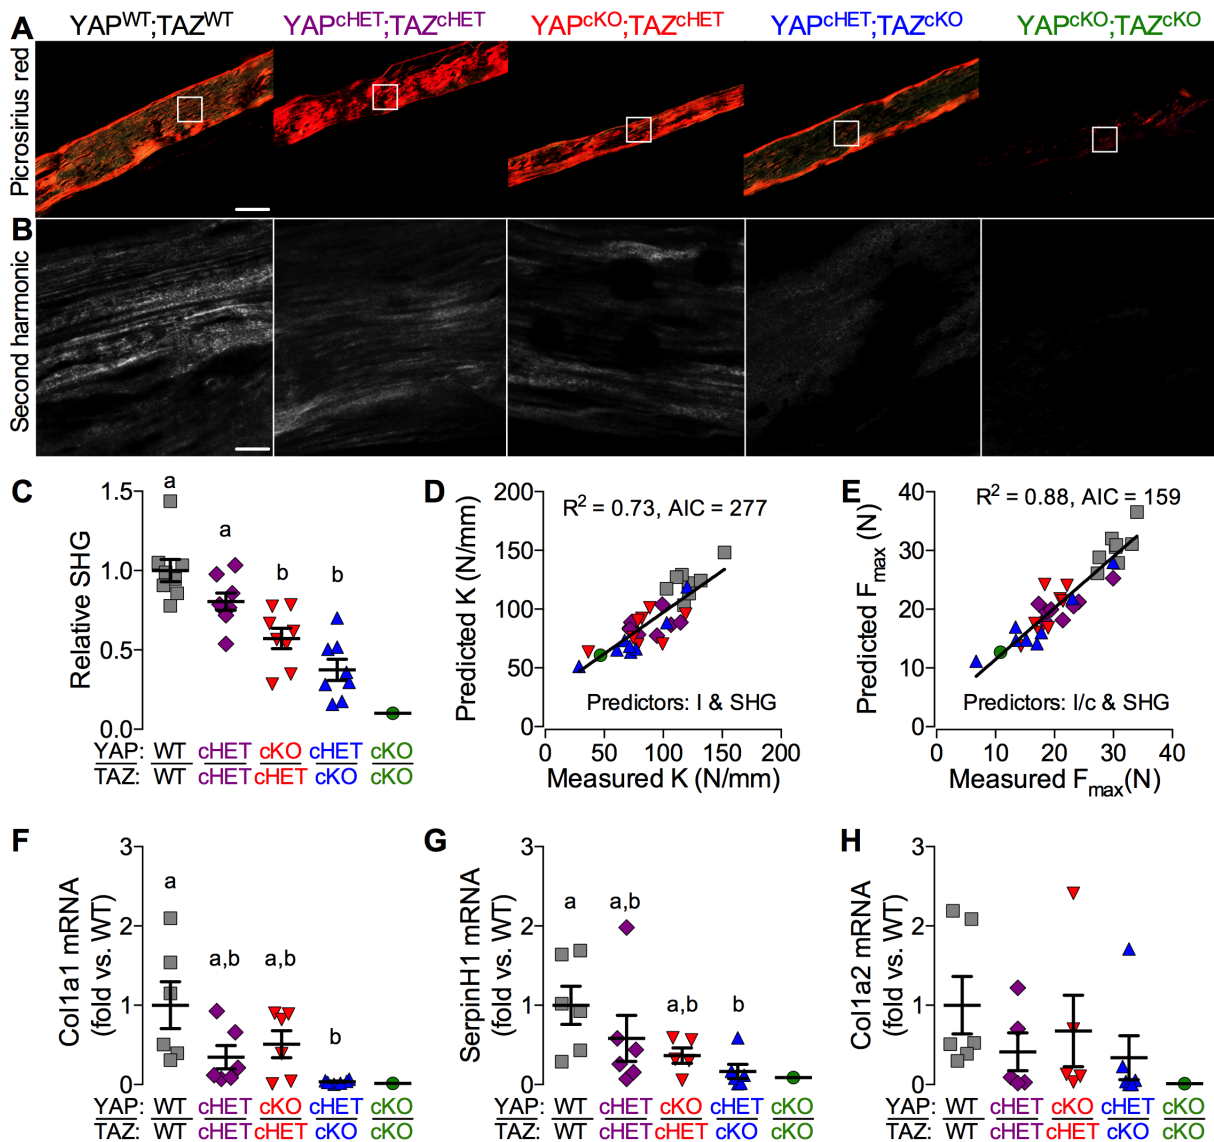 A YAPWT;TAZWT YAPcHET;TAZcHET YAPcKO;TAZcHET YAPcHET;TAZcKO YAPcKO;TAZcKO
Picrosirius red
B
Second harmonic
C
Relative SHG
1.5
1.0
0.5
0.0
a
a
b
b
YAP: WT cHET cKO cHET cKO
TAZ: WT cHET cHET cKO cKO
D
Predicted K (N/mm)
200
150
100
50
0
R2 = 0.73, AIC = 277
Predictors: I & SHG
0 50 100 150 200
Measured K (N/mm)
E
Predicted Fmax (N)
40
30
20
10
0
R2 = 0.88, AIC = 159
Predictors: I/c & SHG
0 10 20 30 40
Measured Fmax(N)
F
Col1a1 mRNA
(fold vs. WT)
3
2
1
0
a
a,b
a,b
b
YAP: WT cHET cKO cHET cKO
TAZ: WT cHET cHET cKO cKO
G
SerpinH1 mRNA
(fold vs. WT)
3
2
1
0
a
a,b
a,b
b
YAP: WT cHET cKO cHET cKO
TAZ: WT cHET cHET cKO cKO
H
Col1a2 mRNA
(fold vs. WT)
3
2
1
0
YAP: WT cHET cKO cHET cKO
TAZ: WT cHET cHET cKO cKO